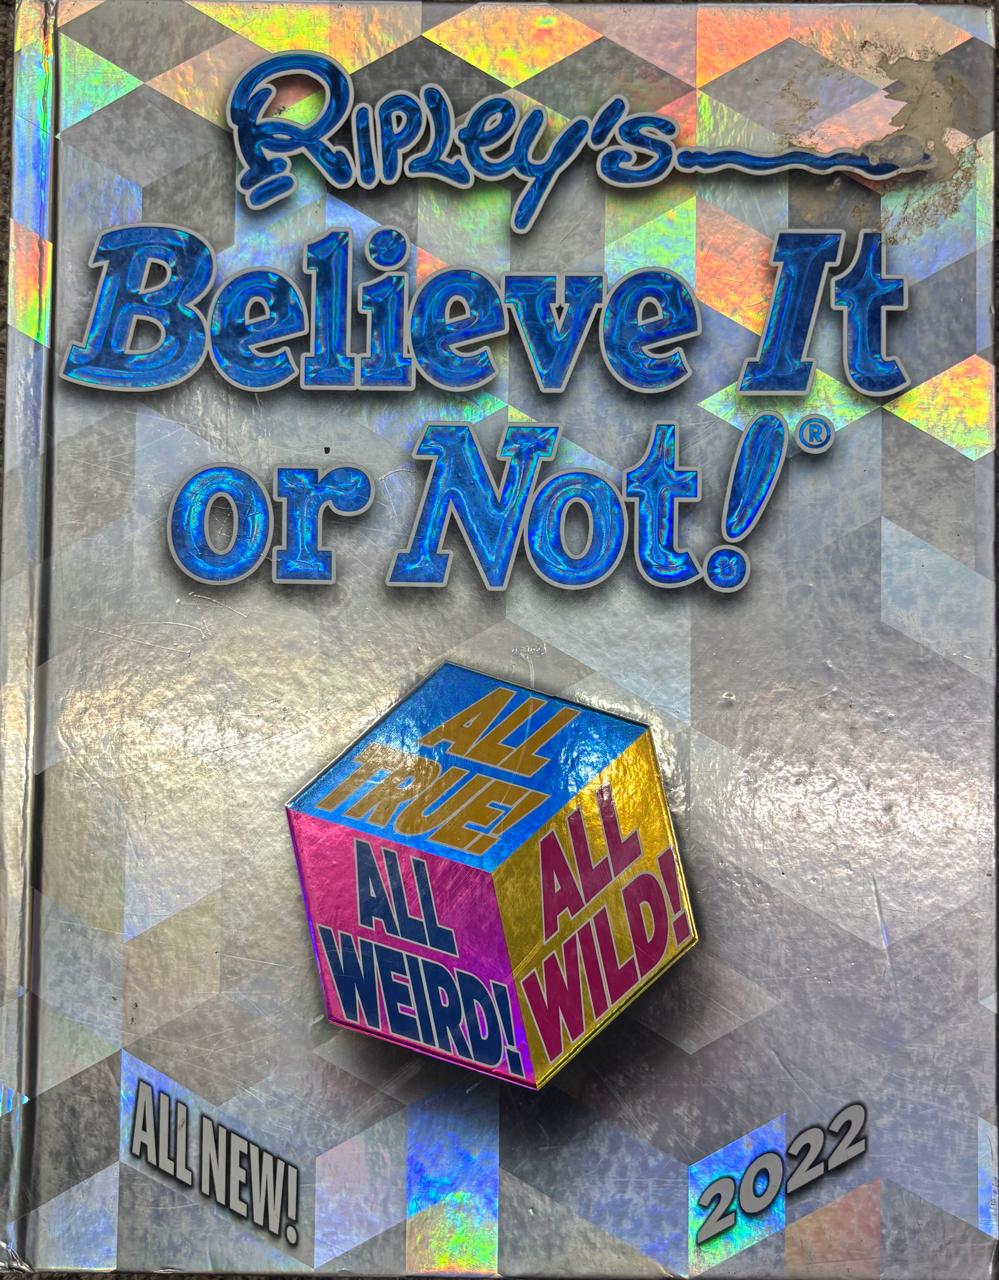 Ripley's
Believe It
or Not!®
ALL
TRUE!
ALL
WEIRD!
ALL
WILD!
ALL NEW!
2022